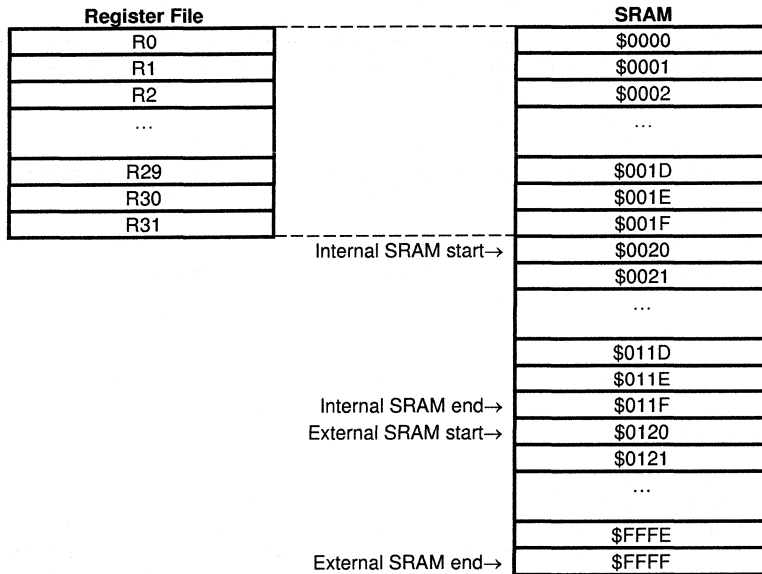 Register File
SRAM
R0
$0000
R1
$0001
R2
$0002
...
...
R29
$001D
R30
$001E
R31
$001F
Internal SRAM start→
$0020
$0021
...
$011D
$011E
Internal SRAM end→
$011F
External SRAM start→
$0120
$0121
...
$FFFE
External SRAM end→
$FFFF